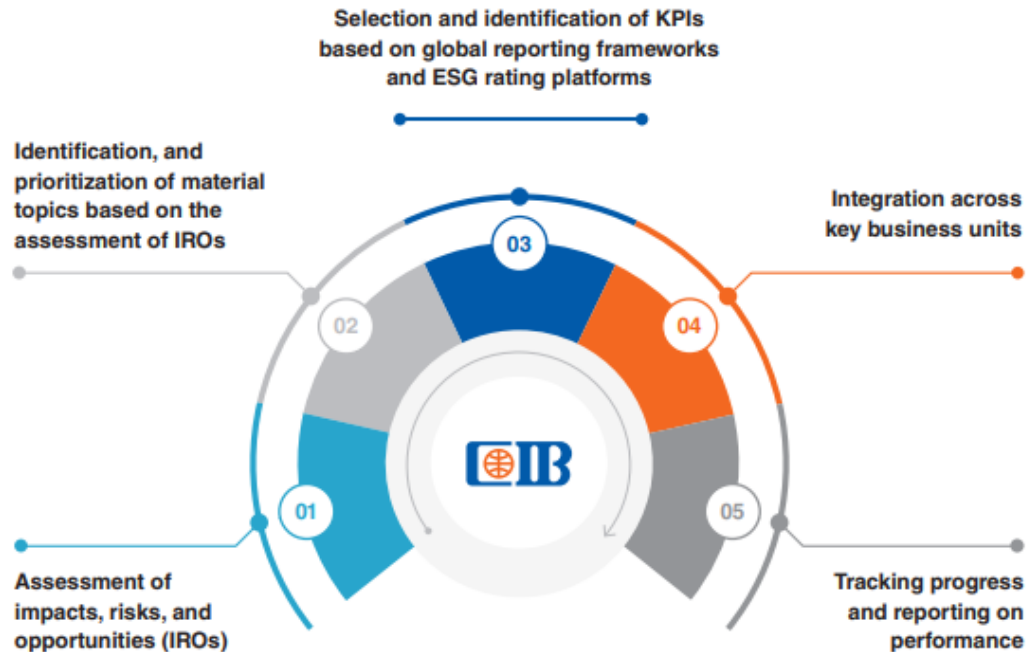 Selection and identification of KPIs
based on global reporting frameworks
and ESG rating platforms
Identification, and
prioritization of material
topics based on the
assessment of IROs
Integration across
key business units
03
02
04
CIB
01
05
Assessment of
impacts, risks, and
opportunities (IROs)
Tracking progress
and reporting on
performance